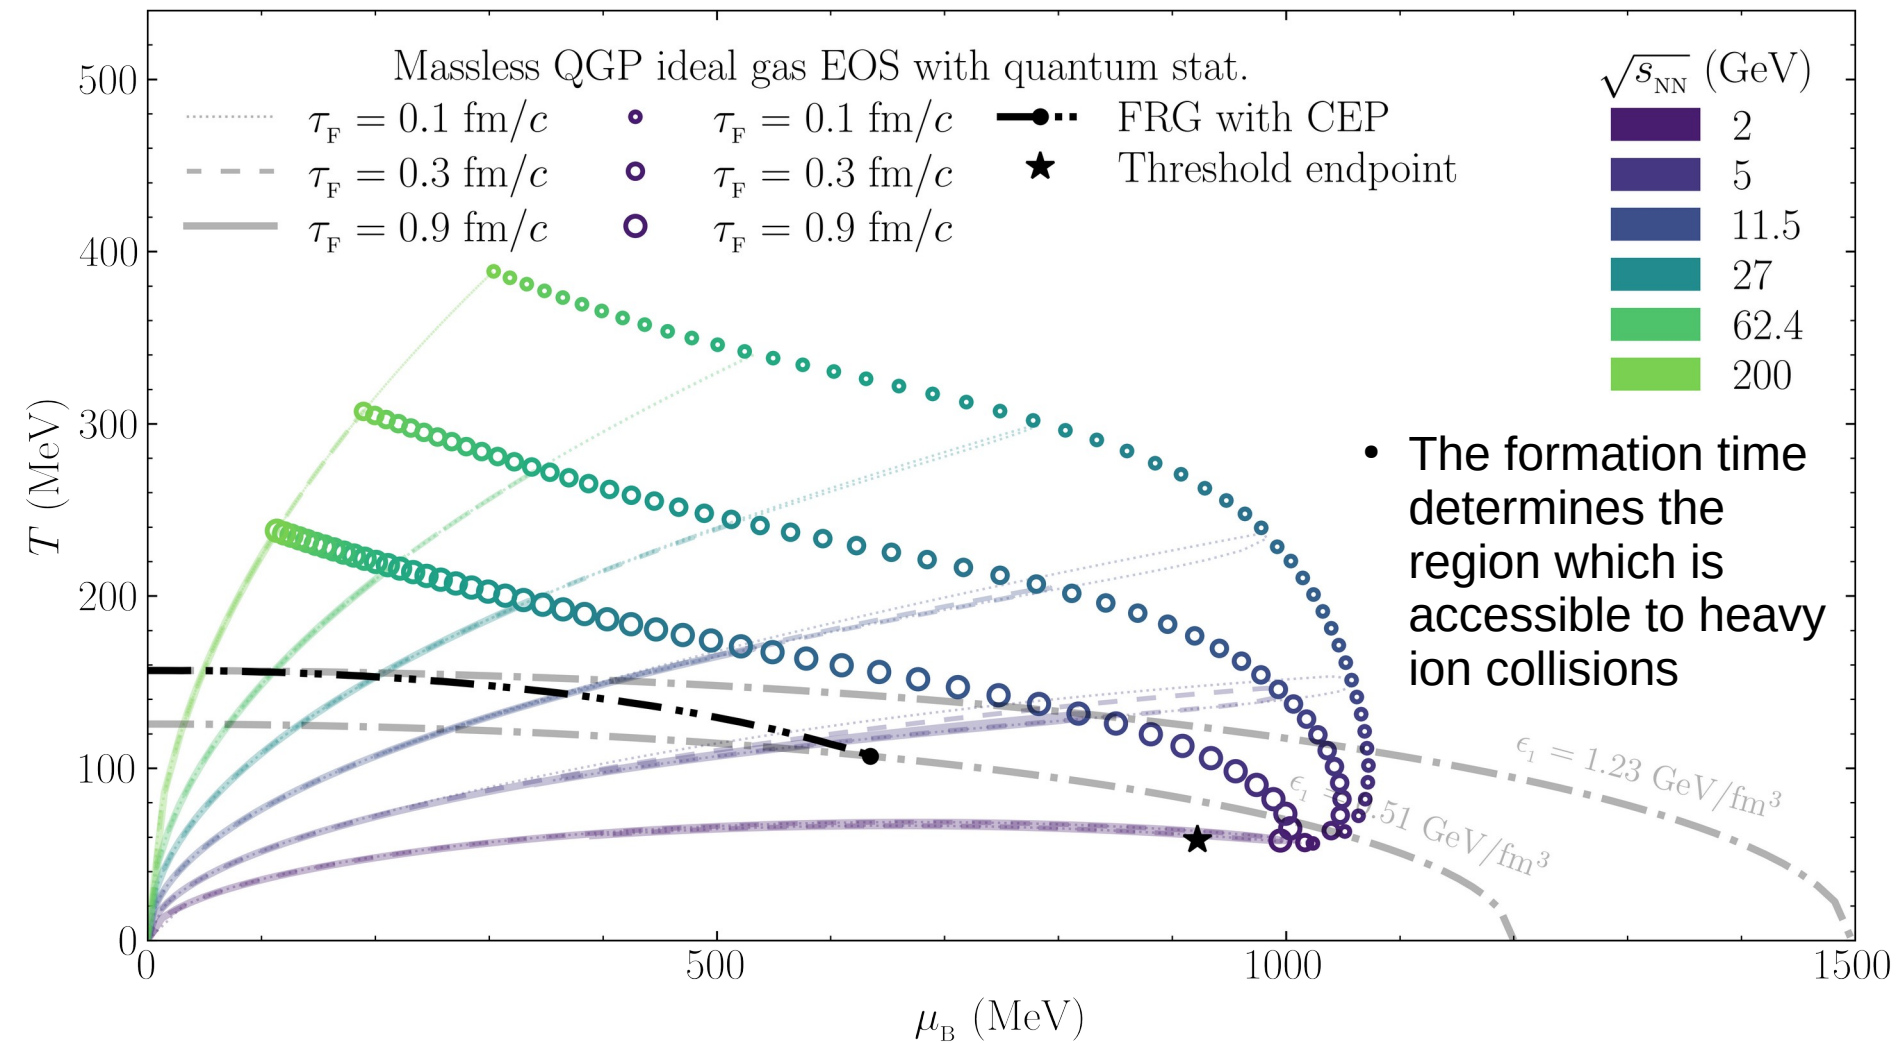 Massless QGP ideal gas EOS with quantum stat.
τF = 0.1 fm/c
τF = 0.3 fm/c
τF = 0.9 fm/c
τF = 0.1 fm/c
τF = 0.3 fm/c
τF = 0.9 fm/c
FRG with CEP
Threshold endpoint
√sNN (GeV)
2
5
11.5
27
62.4
200
• The formation time
determines the
region which is
accessible to heavy
ion collisions
ϵ1 = 1.23 GeV/fm³
ϵ1 = .51 GeV/fm³
T (MeV)
500
400
300
200
100
0
0
500
1000
1500
μB (MeV)